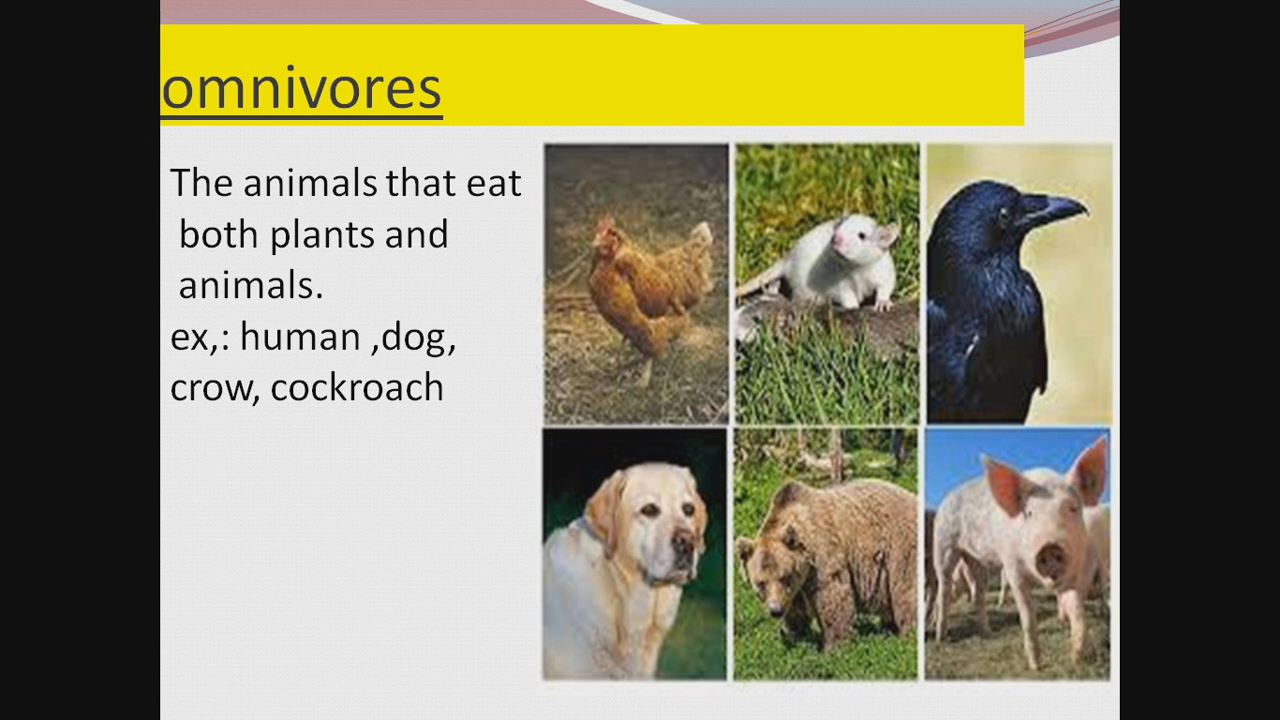 omnivores
The animals that eat
both plants and
animals.
ex,: human ,dog,
crow, cockroach